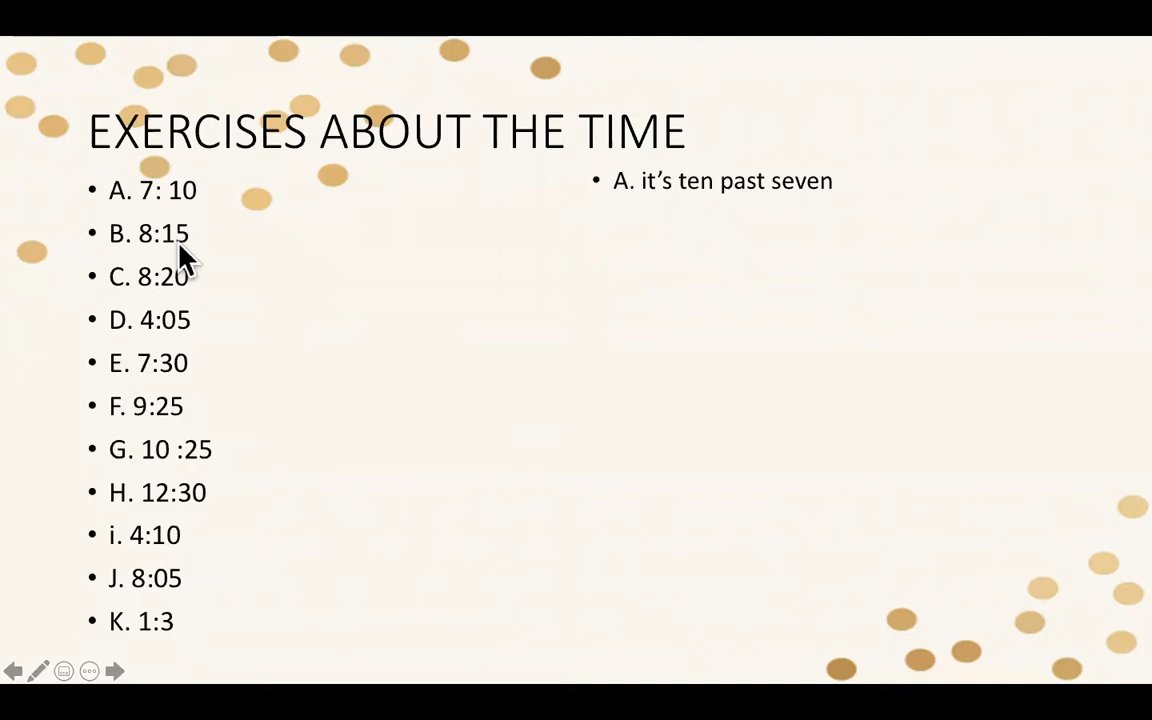 EXERCISES ABOUT THE TIME
• A. 7: 10
• B. 8:15
• C. 8:20
• D. 4:05
• E. 7:30
• F. 9:25
• G. 10 :25
• H. 12:30
• i. 4:10
• J. 8:05
• K. 1:3
• A. it’s ten past seven